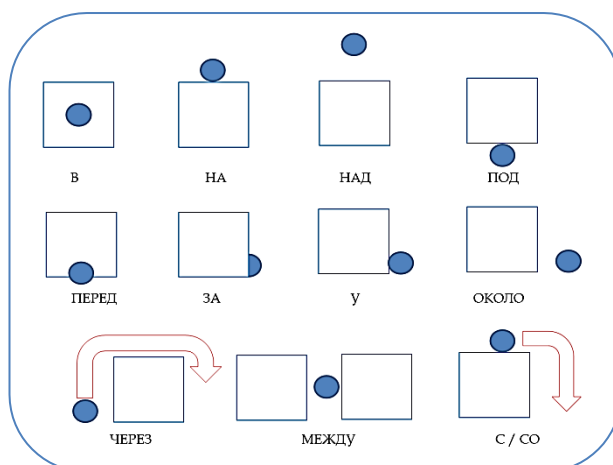 В НА НАД ПОД
ПЕРЕД ЗА У ОКОЛО
ЧЕРЕЗ МЕЖДУ С / СО